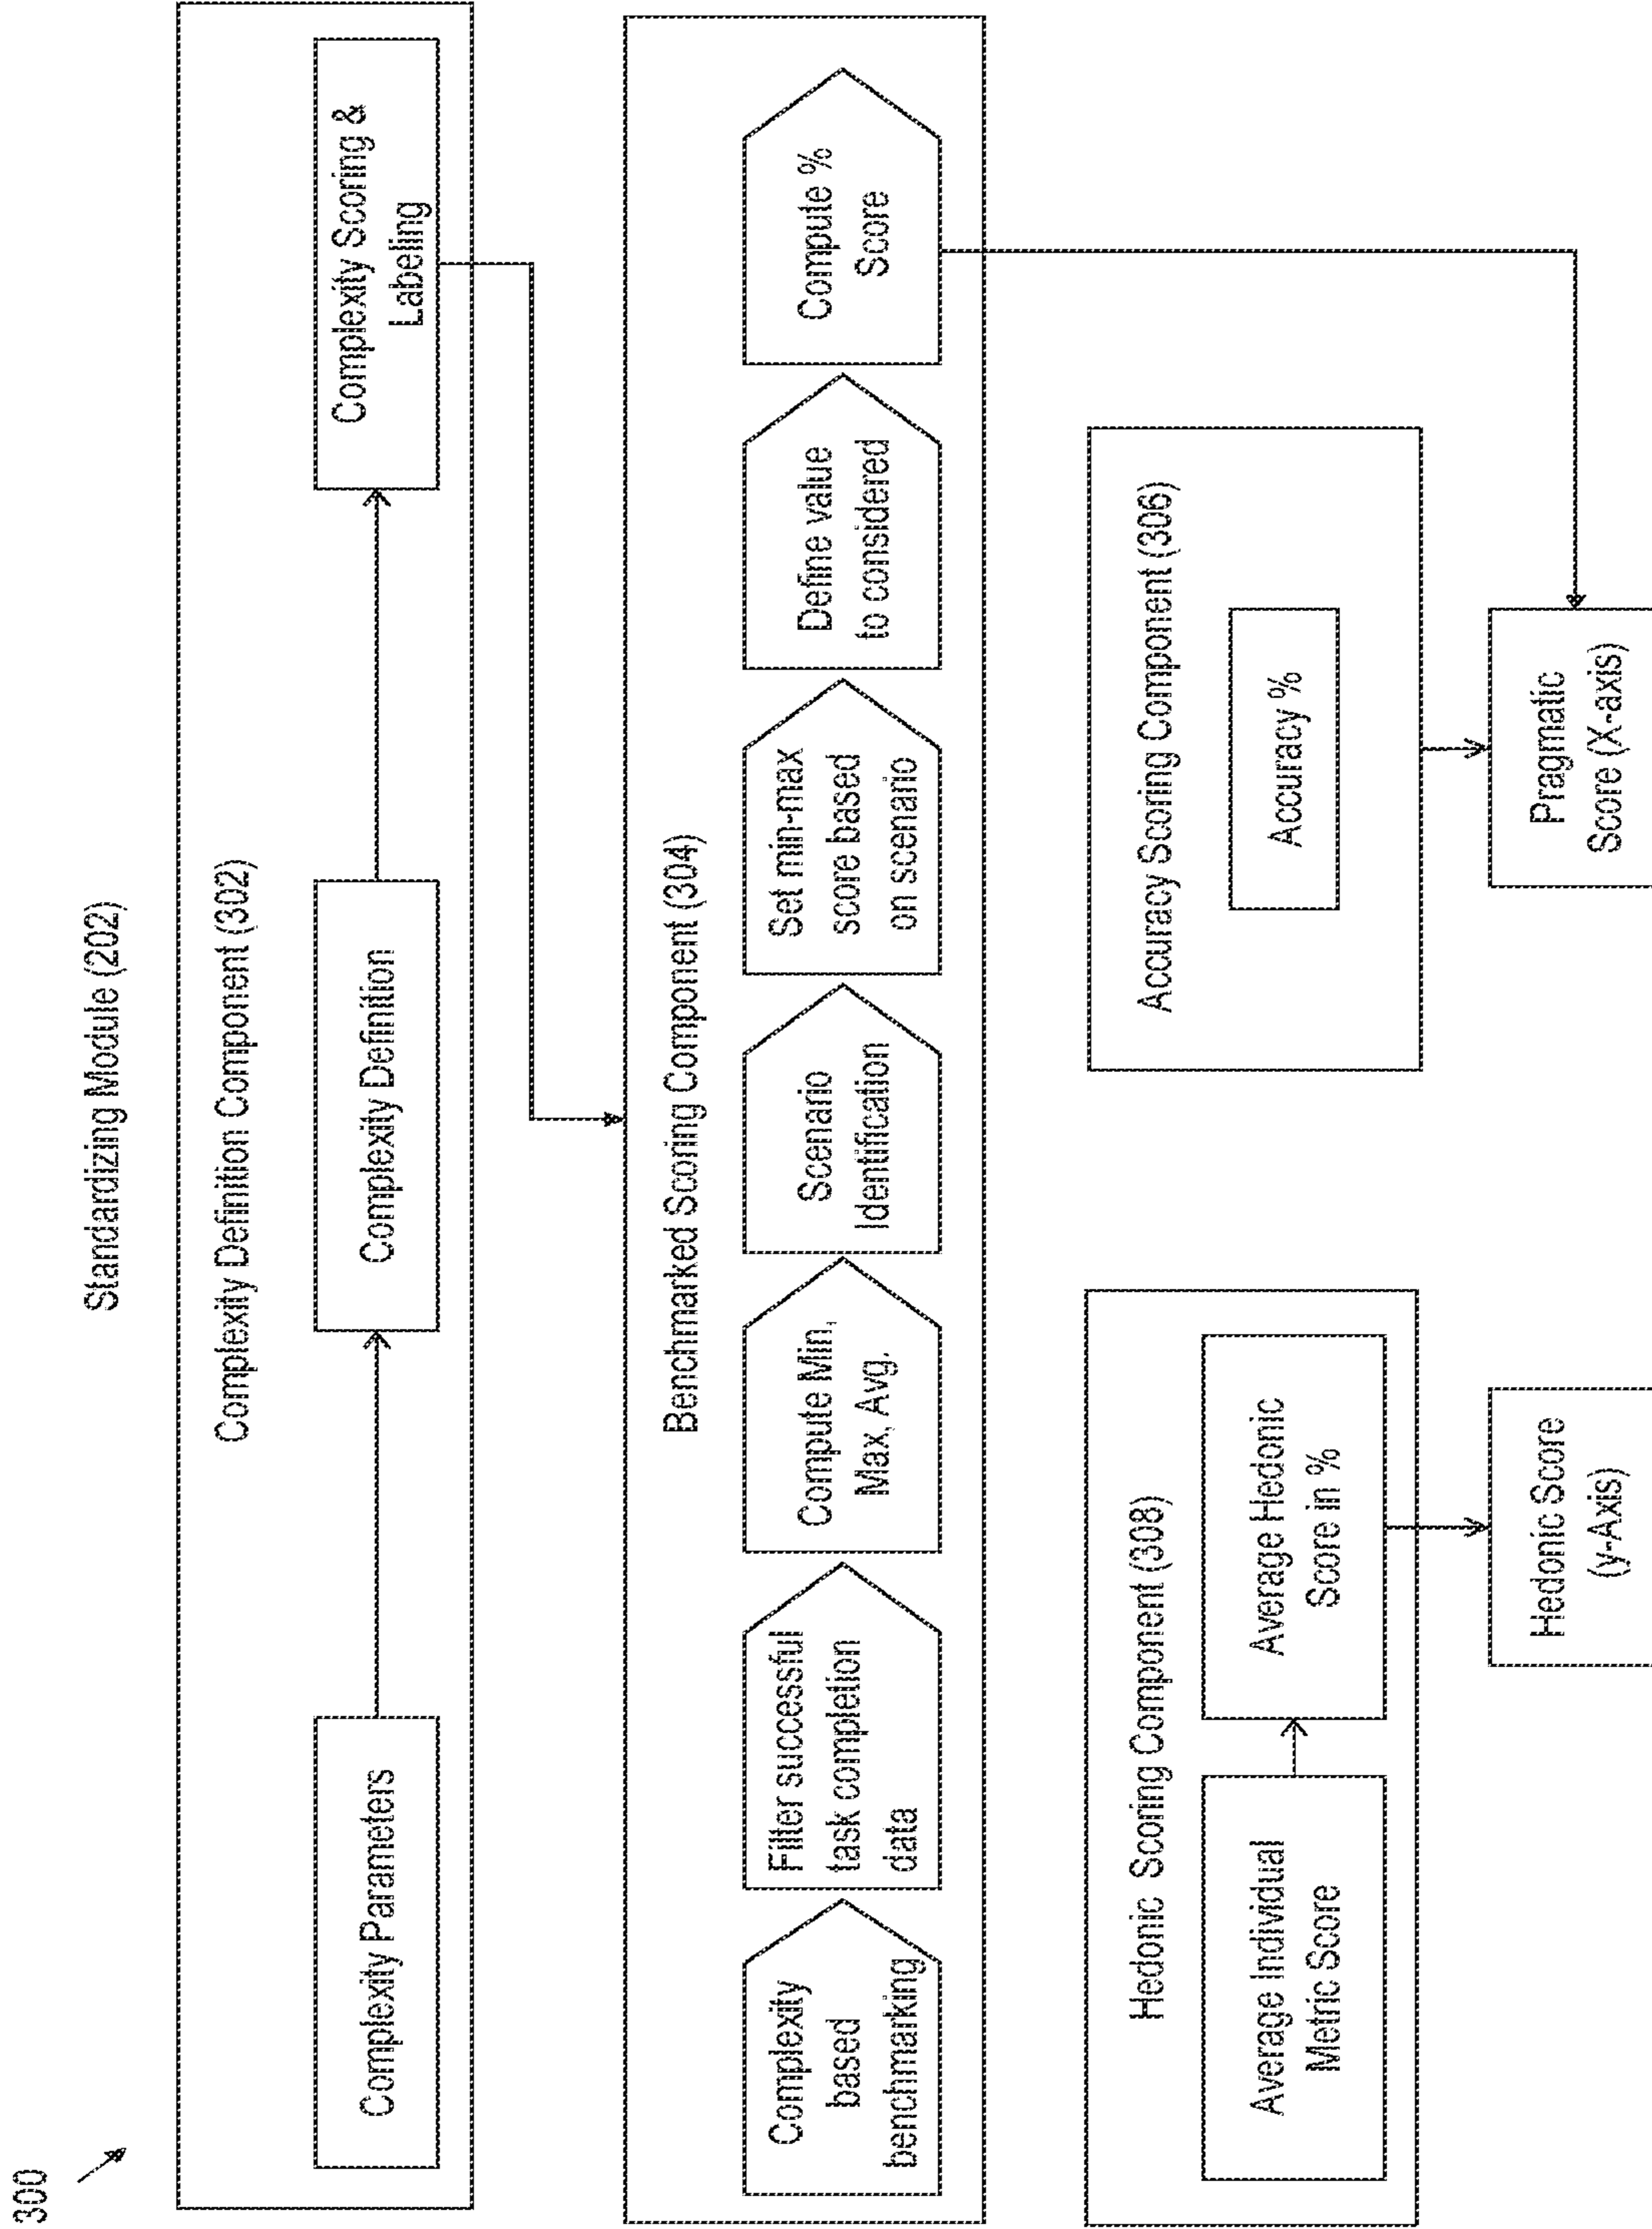 300
Standardizing Module (202)
Complexity Definition Component (302)
Complexity Parameters
Complexity Definition
Complexity Scoring &
Labeling
Benchmarked Scoring Component (304)
Complexity
based
benchmarking
Filter successful
task completion
data
Compute Min,
Max, Avg.
Scenario
Identification
Set min-max
score based
on scenario
Define value
to considered
Compute %
Score
Hedonic Scoring Component (308)
Average Individual
Metric Score
Average Hedonic
Score in %
Hedonic Score
(y-Axis)
Accuracy Scoring Component (306)
Accuracy %
Pragmatic
Score (X-axis)